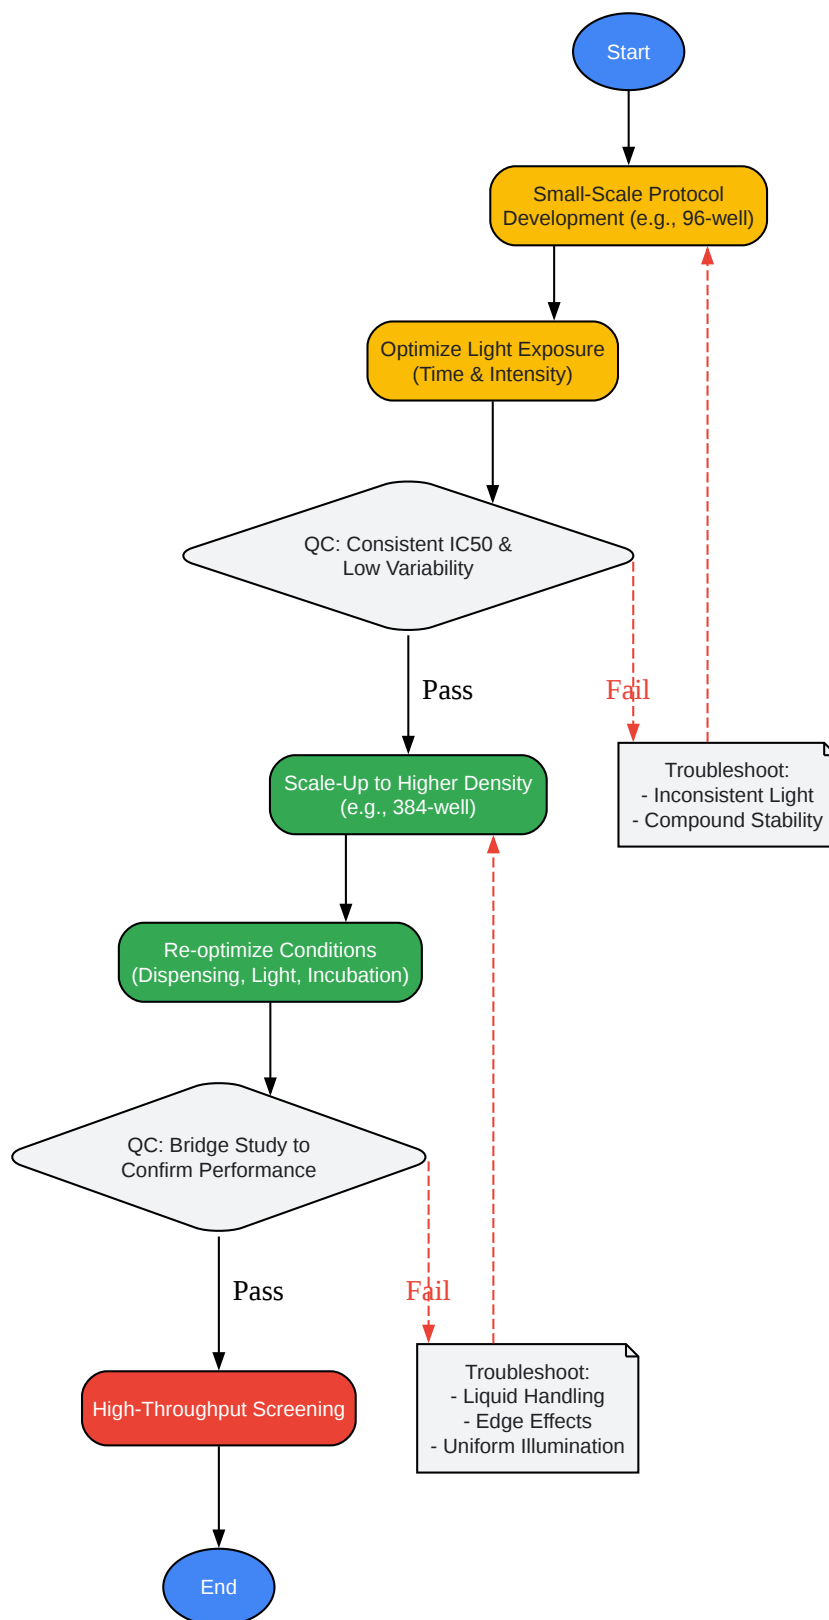 Start
Small-Scale Protocol
Development (e.g., 96-well)
Optimize Light Exposure
(Time & Intensity)
QC: Consistent IC50 &
Low Variability
Pass
Fail
Troubleshoot:
- Inconsistent Light
- Compound Stability
Scale-Up to Higher Density
(e.g., 384-well)
Re-optimize Conditions
(Dispensing, Light, Incubation)
QC: Bridge Study to
Confirm Performance
Pass
Fail
Troubleshoot:
- Liquid Handling
- Edge Effects
- Uniform Illumination
High-Throughput Screening
End